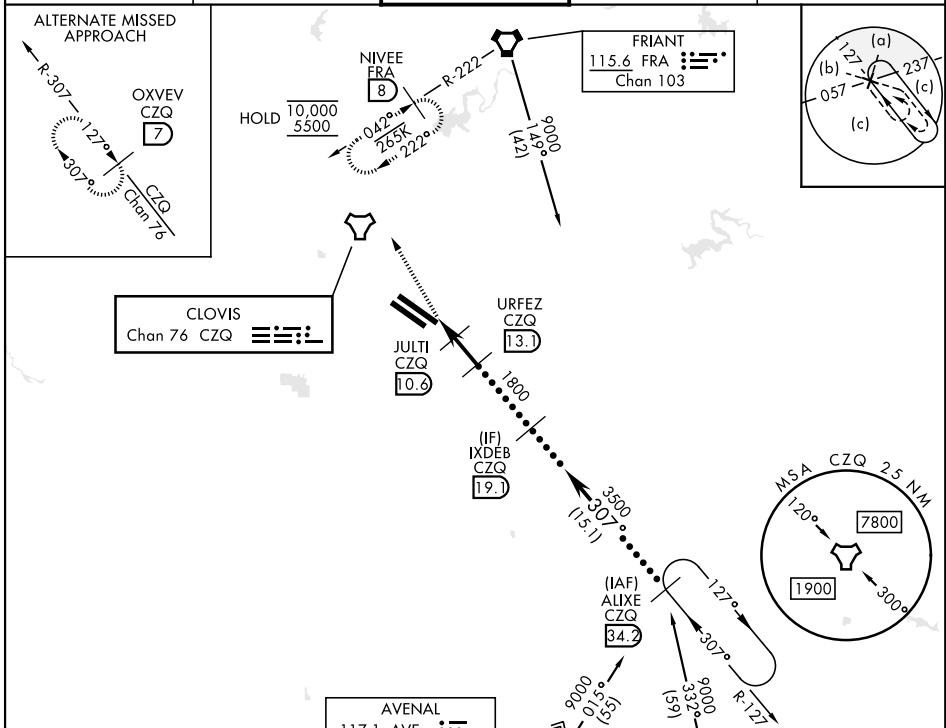 ALTERNATE MISSED
APPROACH
R-307
OXVEV
CZQ
7
127°
307°
CZQ
Chan 76
HOLD
10,000
5500
NIVEE
FRA
8
R-222
042°
265K
222°
FRIANT
115.6 FRA
Chan 103
9000
149°
(42)
(a)
127
(b)
237
057
(c)
(c)
CLOVIS
Chan 76 CZQ
URFEZ
CZQ
13.1
JULTI
CZQ
10.6
1800
(IF)
IXDEB
CZQ
19.1
3500
307°
(15.1)
MSA CZQ 25 NM
120°
7800
1900
300°
(IAF)
ALIXE
CZQ
34.2
127°
307°
R-127
9000
015°
(55)
9000
332°
(59)
AVENAL
117.1 AVE